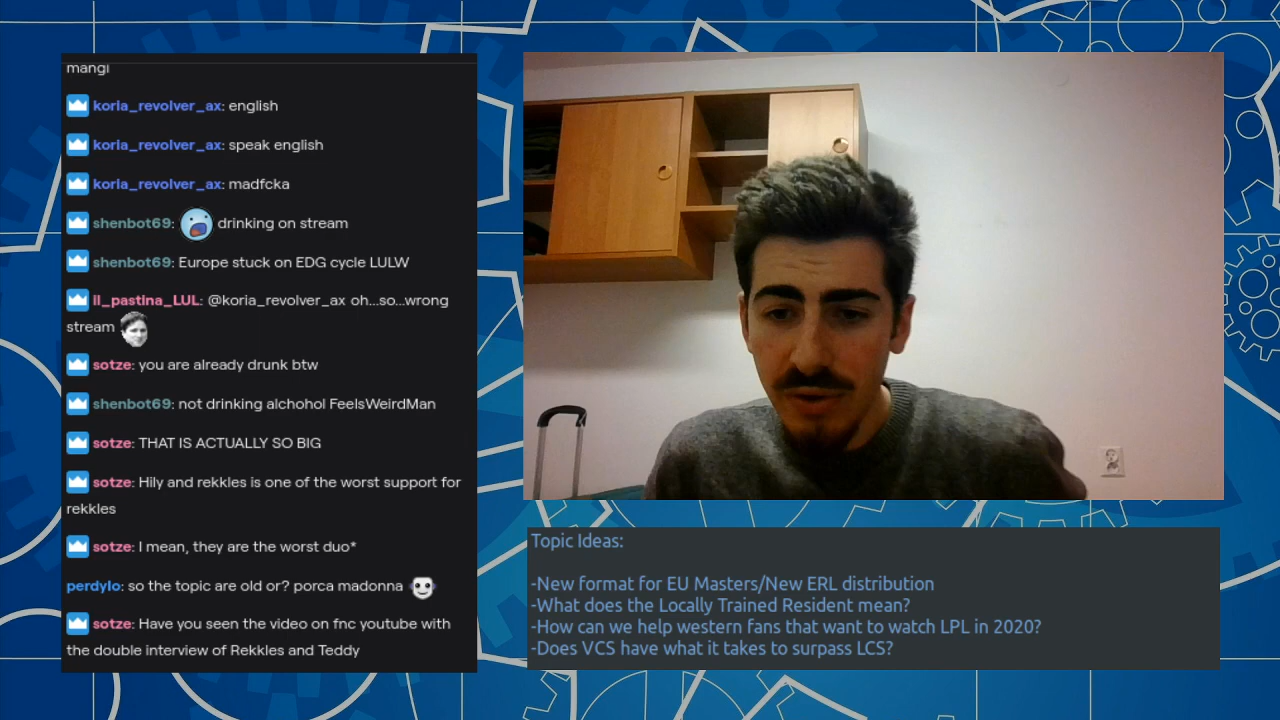 mangi
koria_revolver_ax: english
koria_revolver_ax: speak english
koria_revolver_ax: madfcka
shenbot69: drinking on stream
shenbot69: Europe stuck on EDG cycle LULW
il_pastina_LUL: @koria_revolver_ax oh...so...wrong
stream
sotze: you are already drunk btw
shenbot69: not drinking alchohol FeelsWeirdMan
sotze: THAT IS ACTUALLY SO BIG
sotze: Hily and rekkles is one of the worst support for
rekkles
sotze: I mean, they are the worst duo*
perdylo: so the topic are old or? porca madonna
sotze: Have you seen the video on fnc youtube with
the double interview of Rekkles and Teddy
Topic Ideas:
-New format for EU Masters/New ERL distribution
-What does the Locally Trained Resident mean?
-How can we help western fans that want to watch LPL in 2020?
-Does VCS have what it takes to surpass LCS?